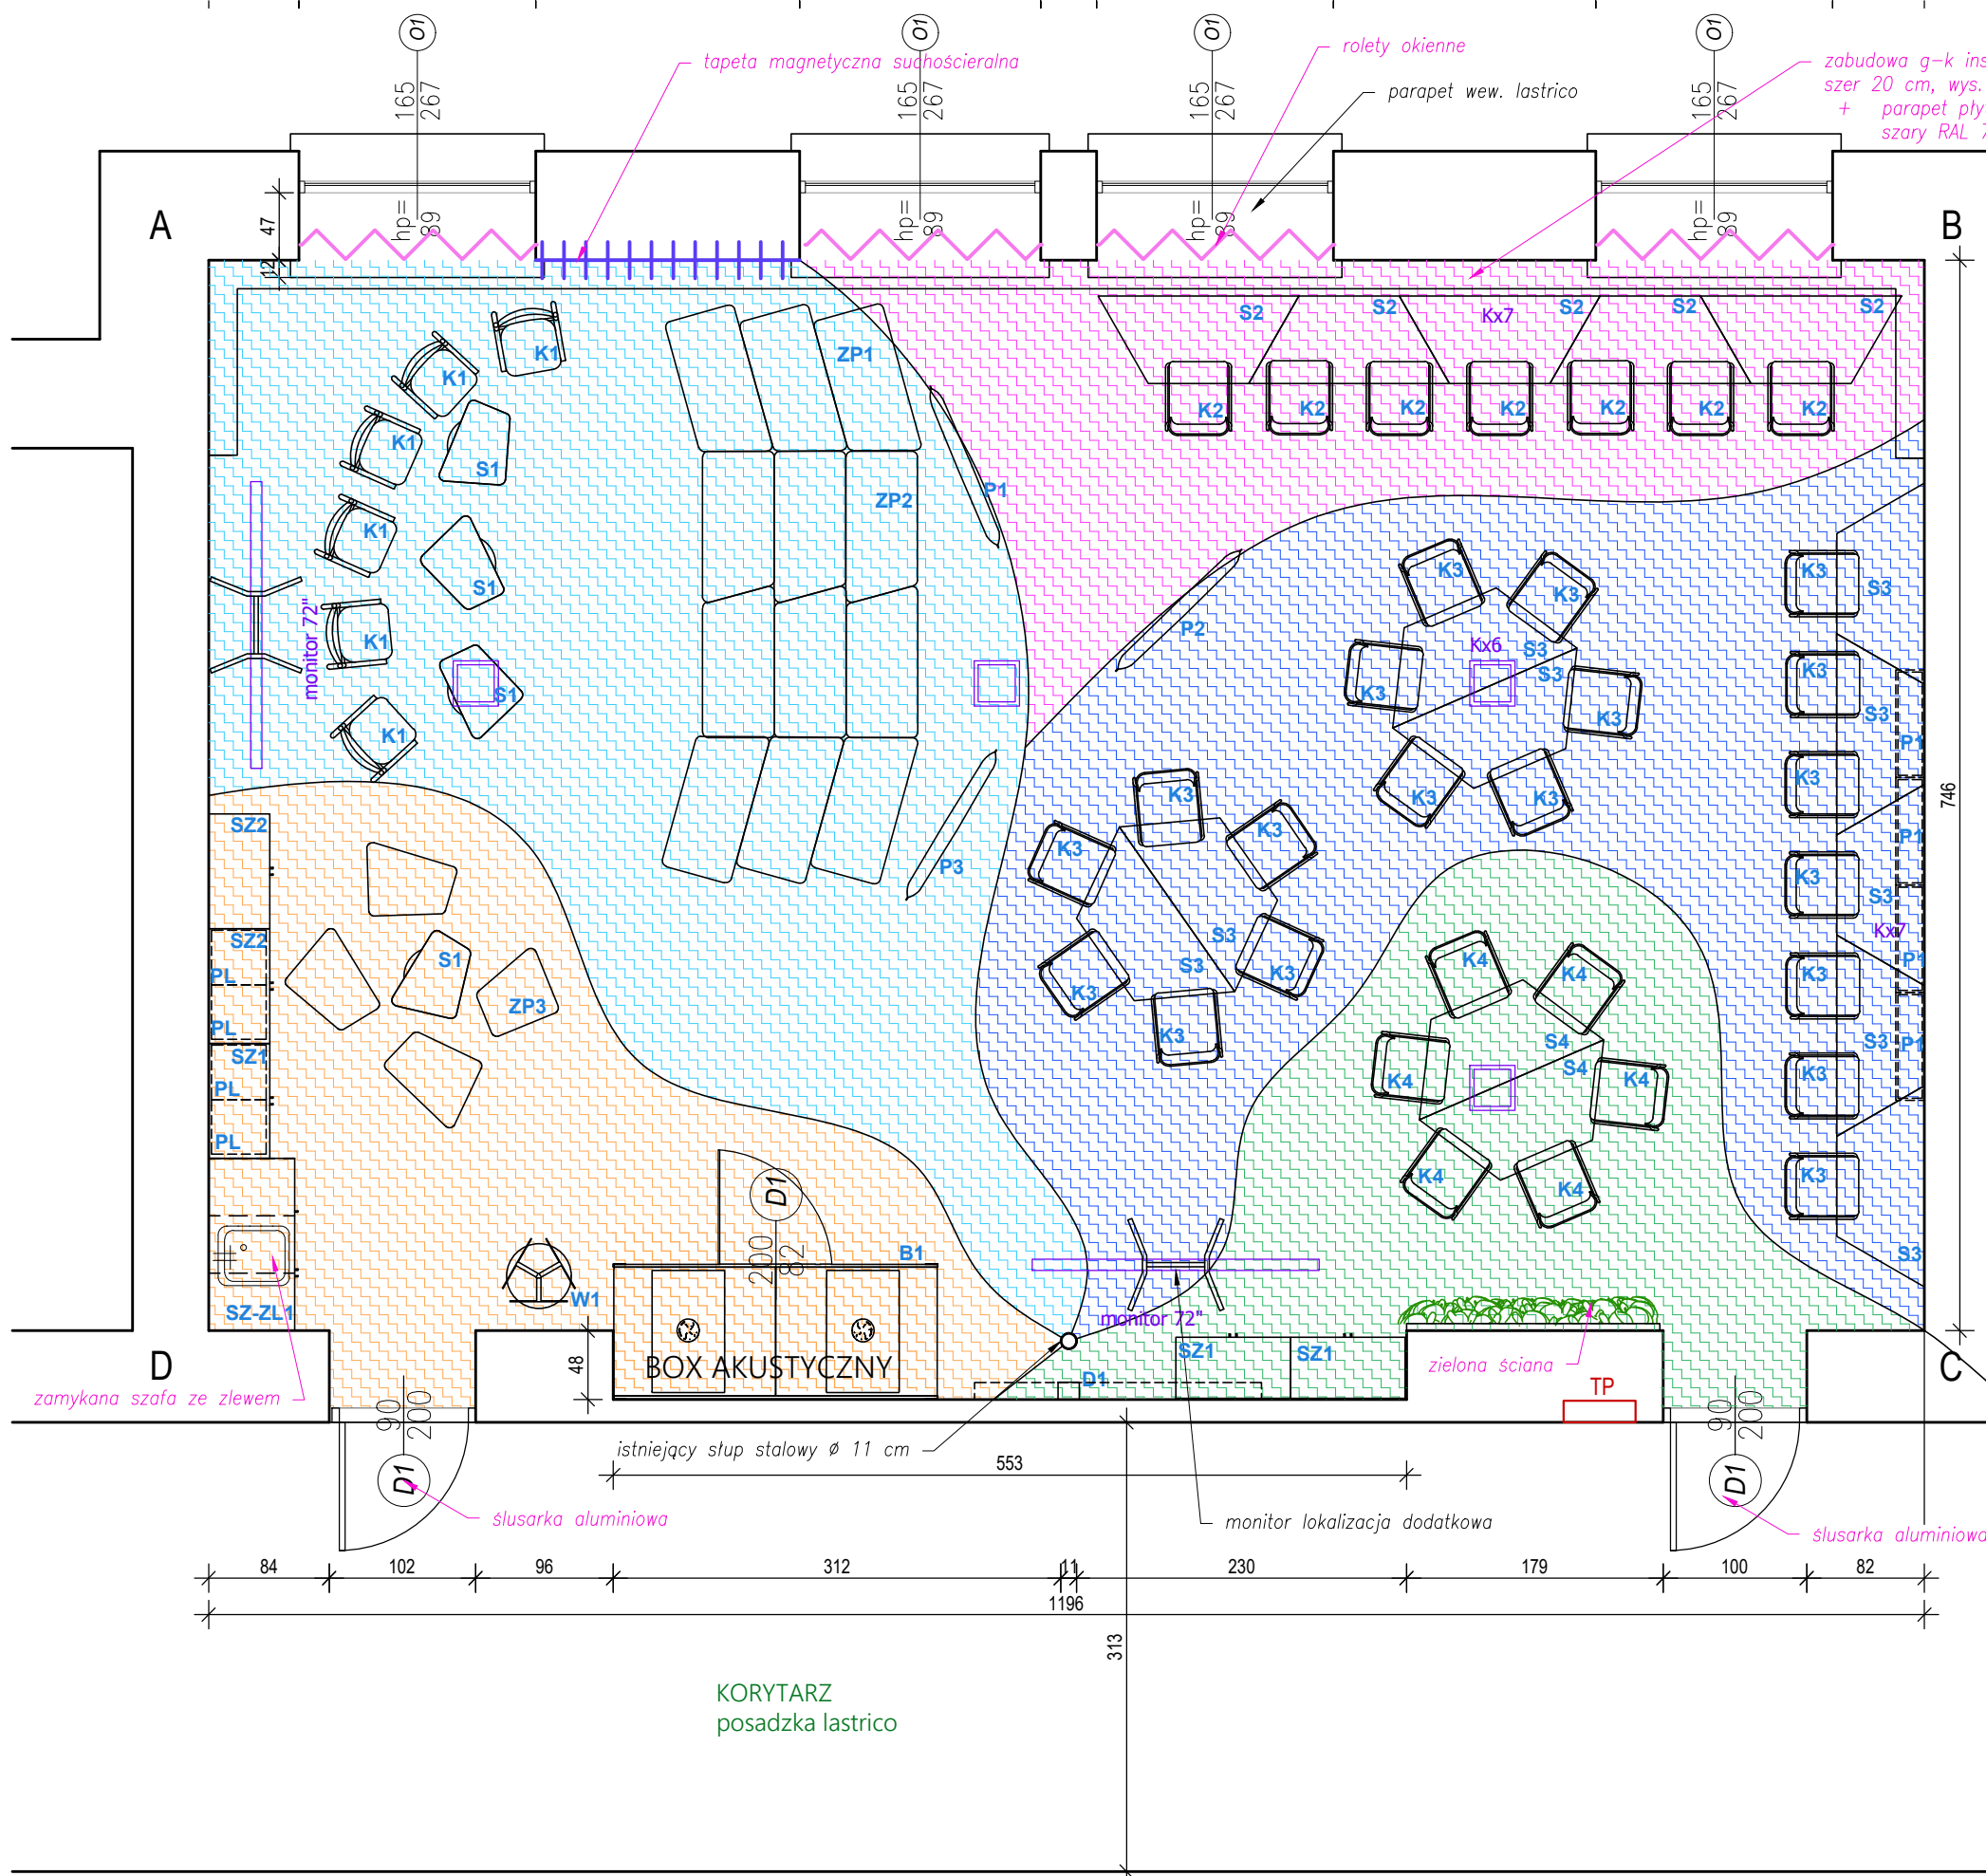 01
01
01
01
165
267
165
267
165
267
165
267
tapeta magnetyczna suchościeralna
rolety okienne
parapet wew. lastrico
zabudowa g-k ins
szer 20 cm, wys.
+ parapet pły
szary RAL
A
B
47
12
hp=
89
hp=
89
hp=
89
hp=
89
S2
S2
Kx7
S2
S2
S2
K1
K1
K1
K1
K1
K1
ZP1
ZP2
S1
S1
S1
P1
P2
P3
K2
K2
K2
K2
K2
K2
K2
monitor 72"
K3
K3
K3
K3
K3
K3
Kx6
S3
S3
K3
K3
K3
K3
K3
K3
S3
S3
K3
K3
K3
K3
K3
K3
K3
S3
S3
S3
S3
S3
P1
P1
P1
P1
Kx7
746
K4
K4
K4
K4
K4
K4
S4
S4
SZ2
SZ2
PL
PL
SZ1
PL
PL
S1
ZP3
SZ-ZL1
W1
D1
200
82
B1
BOX AKUSTYCZNY
monitor 72"
SZ1
SZ1
D1
zielona ściana
TP
D
C
48
zamykana szafa ze zlewem
90
200
90
200
istniejący słup stalowy ø 11 cm
553
D1
D1
ślusarka aluminiowa
monitor lokalizacja dodatkowa
ślusarka aluminiowa
84
102
96
312
11
230
179
100
82
1196
313
KORYTARZ
posadzka lastrico